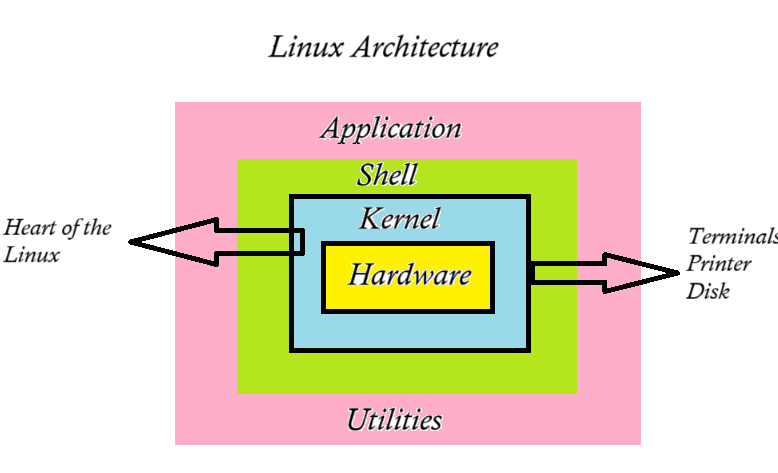 Linux Architecture
Application
Shell
Kernel
Hardware
Heart of the
Linux
Terminals
Printer
Disk
Utilities